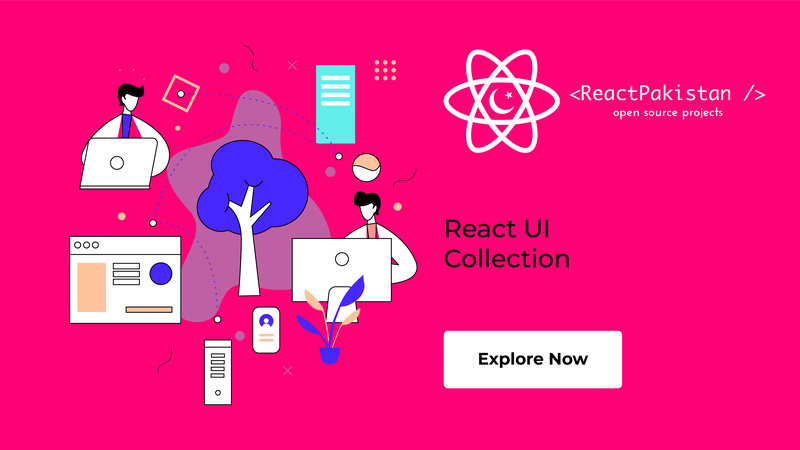 <ReactPakistan />
open source projects
React UI
Collection
Explore Now